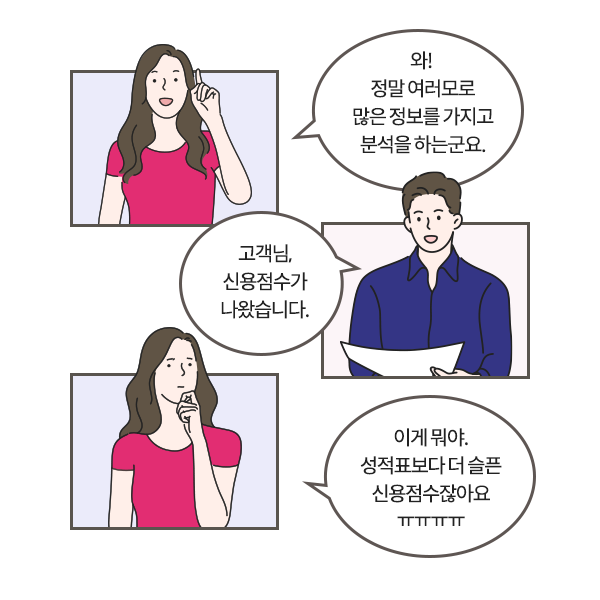 와!
정말 여러모로
많은 정보를 가지고
분석을 하는군요.
고객님,
신용점수가
나왔습니다.
이게 뭐야.
성적표보다 더 슬픈
신용점수잖아요
ㅠㅠㅠㅠ